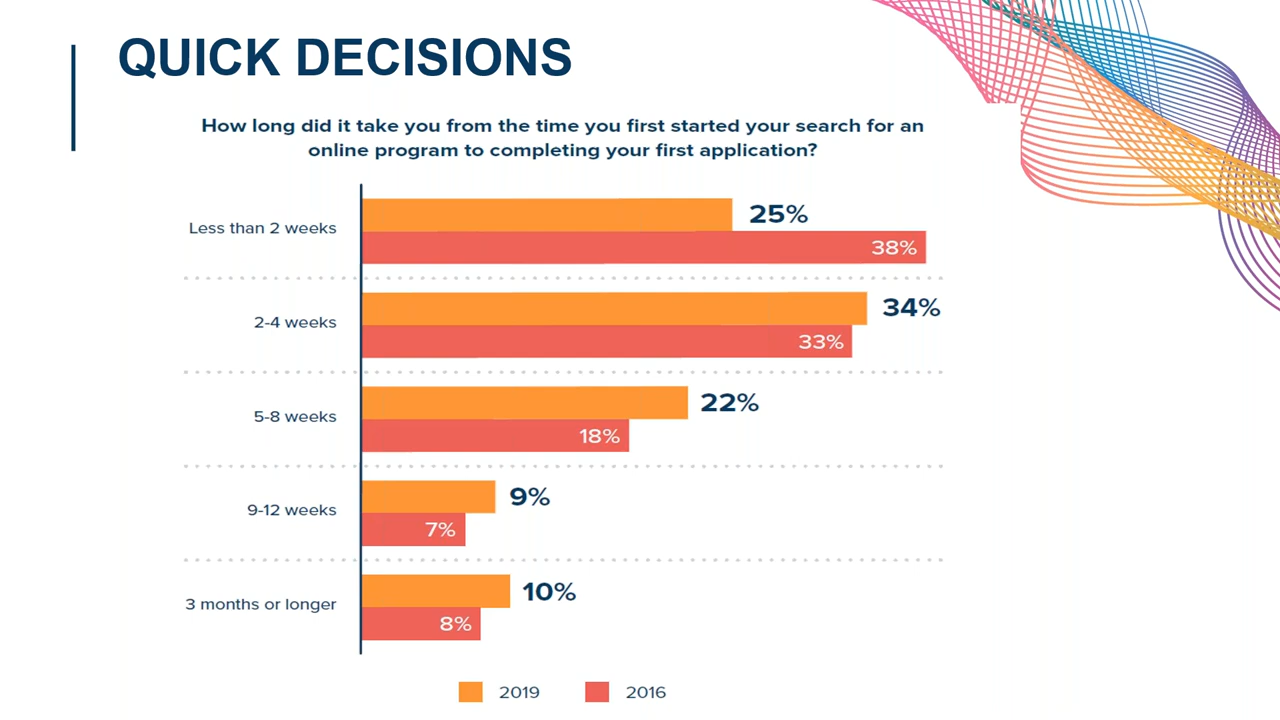 QUICK DECISIONS
How long did it take you from the time you first started your search for an
online program to completing your first application?
Less than 2 weeks
25%
38%
2-4 weeks
34%
33%
5-8 weeks
22%
18%
9-12 weeks
9%
7%
3 months or longer
10%
8%
2019 2016